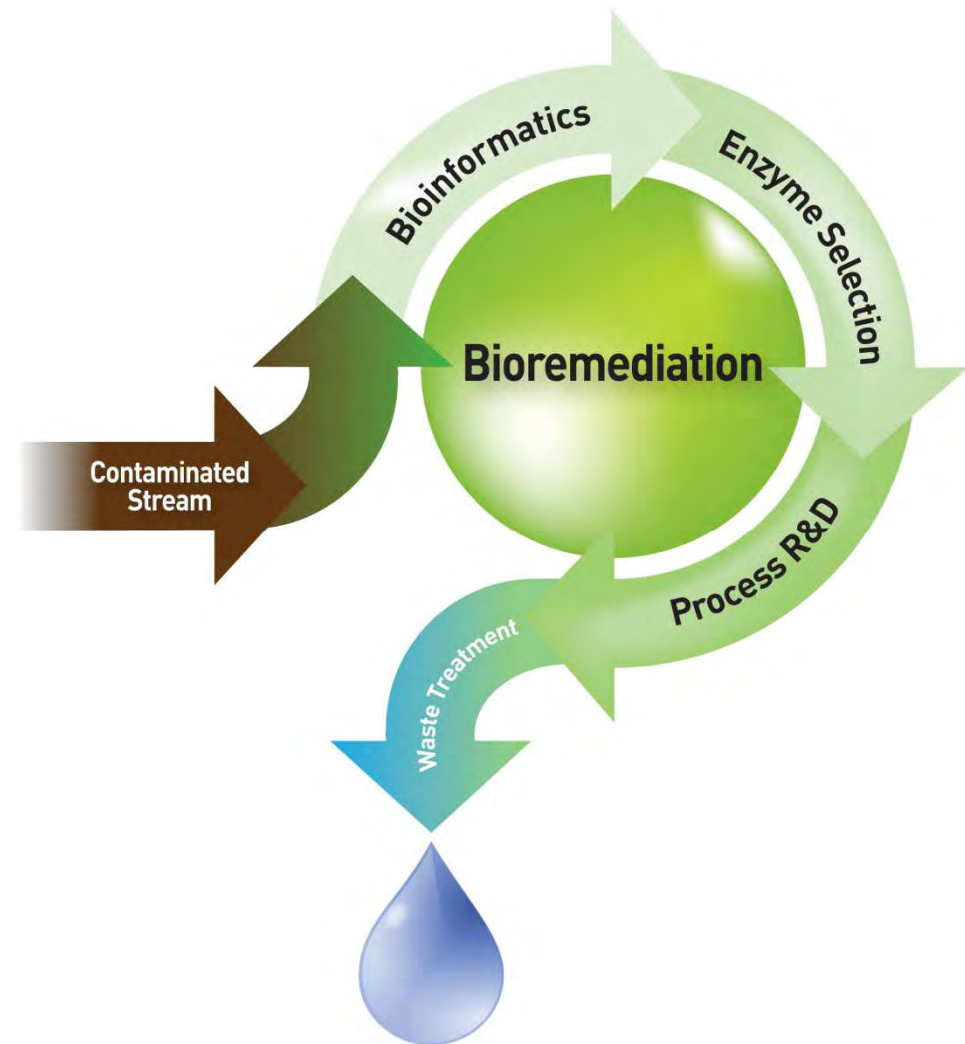 Bioinformatics
Enzyme Selection
Bioremediation
Contaminated
Stream
Process R&D
Waste Treatment